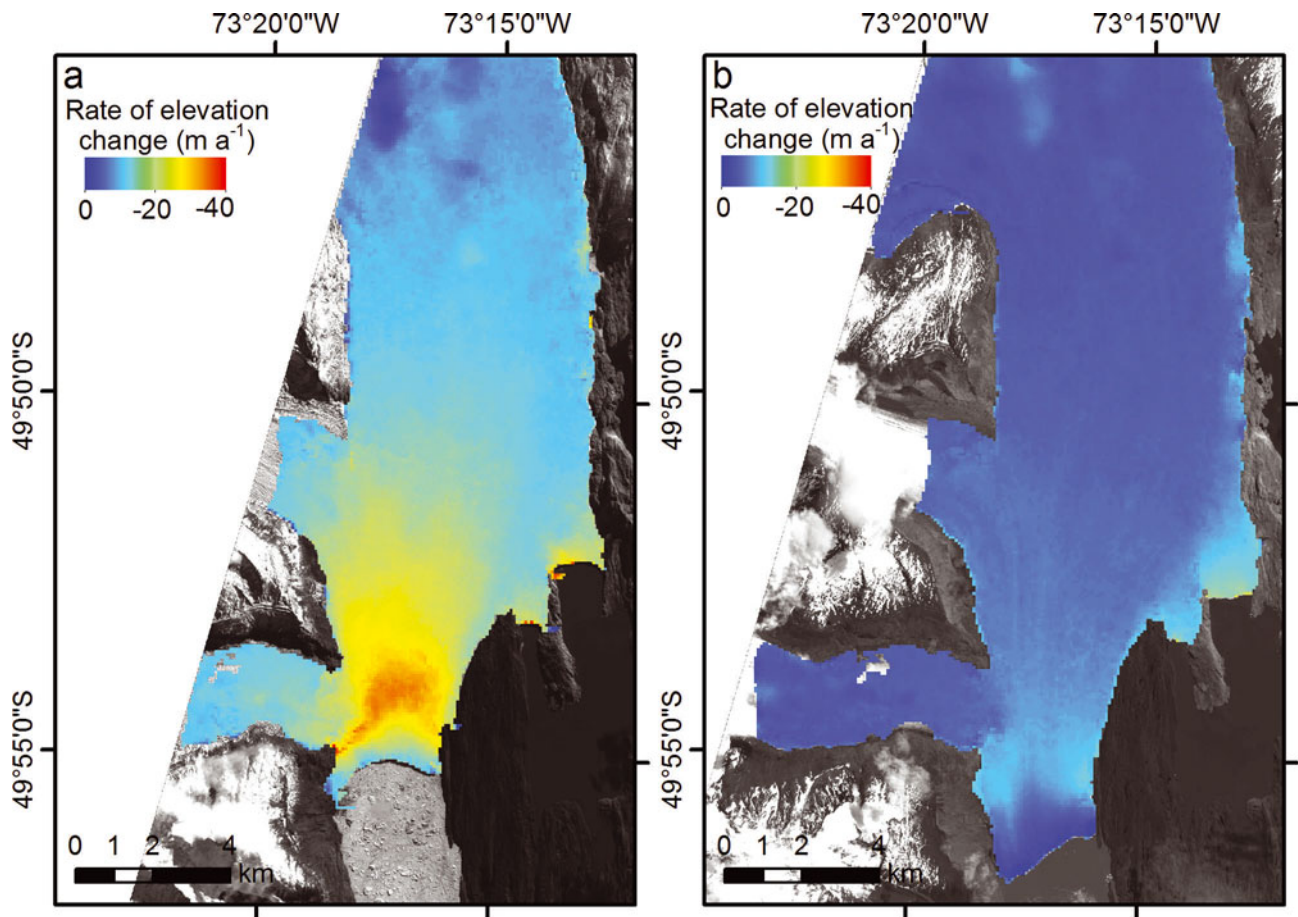 73°20'0"W 73°15'0"W 73°20'0"W 73°15'0"W
a
Rate of elevation
change (m a⁻¹)
0 -20 -40
49°50'0"S
49°55'0"S
0 1 2 4
km
b
Rate of elevation
change (m a⁻¹)
0 -20 -40
49°50'0"S
49°55'0"S
0 1 2 4
km